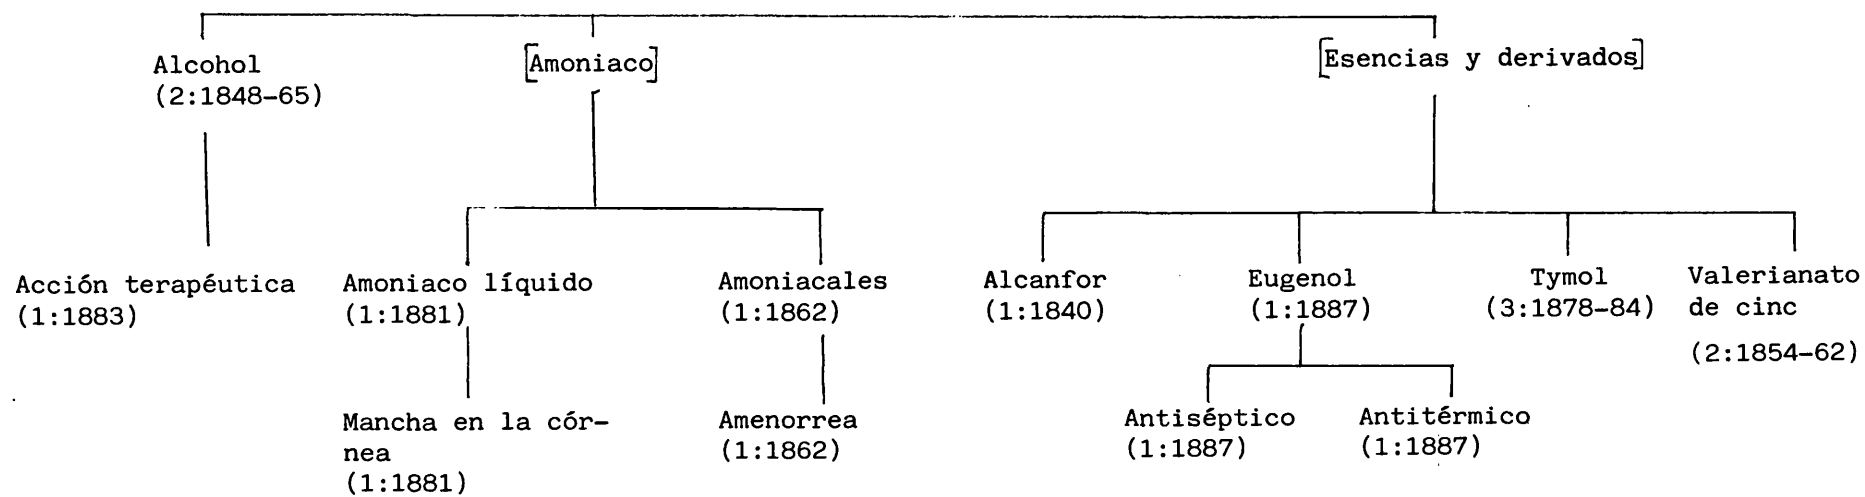 Alcohol
(2:1848-65)
[Amoniaco]
[Esencias y derivados]
Acción terapéutica
(1:1883)
Amoniaco líquido
(1:1881)
Amoniacales
(1:1862)
Alcanfor
(1:1840)
Eugenol
(1:1887)
Tymol
(3:1878-84)
Valerianato
de cinc
(2:1854-62)
Mancha en la cór-
nea
(1:1881)
Amenorrea
(1:1862)
Antiséptico
(1:1887)
Antitérmico
(1:1887)